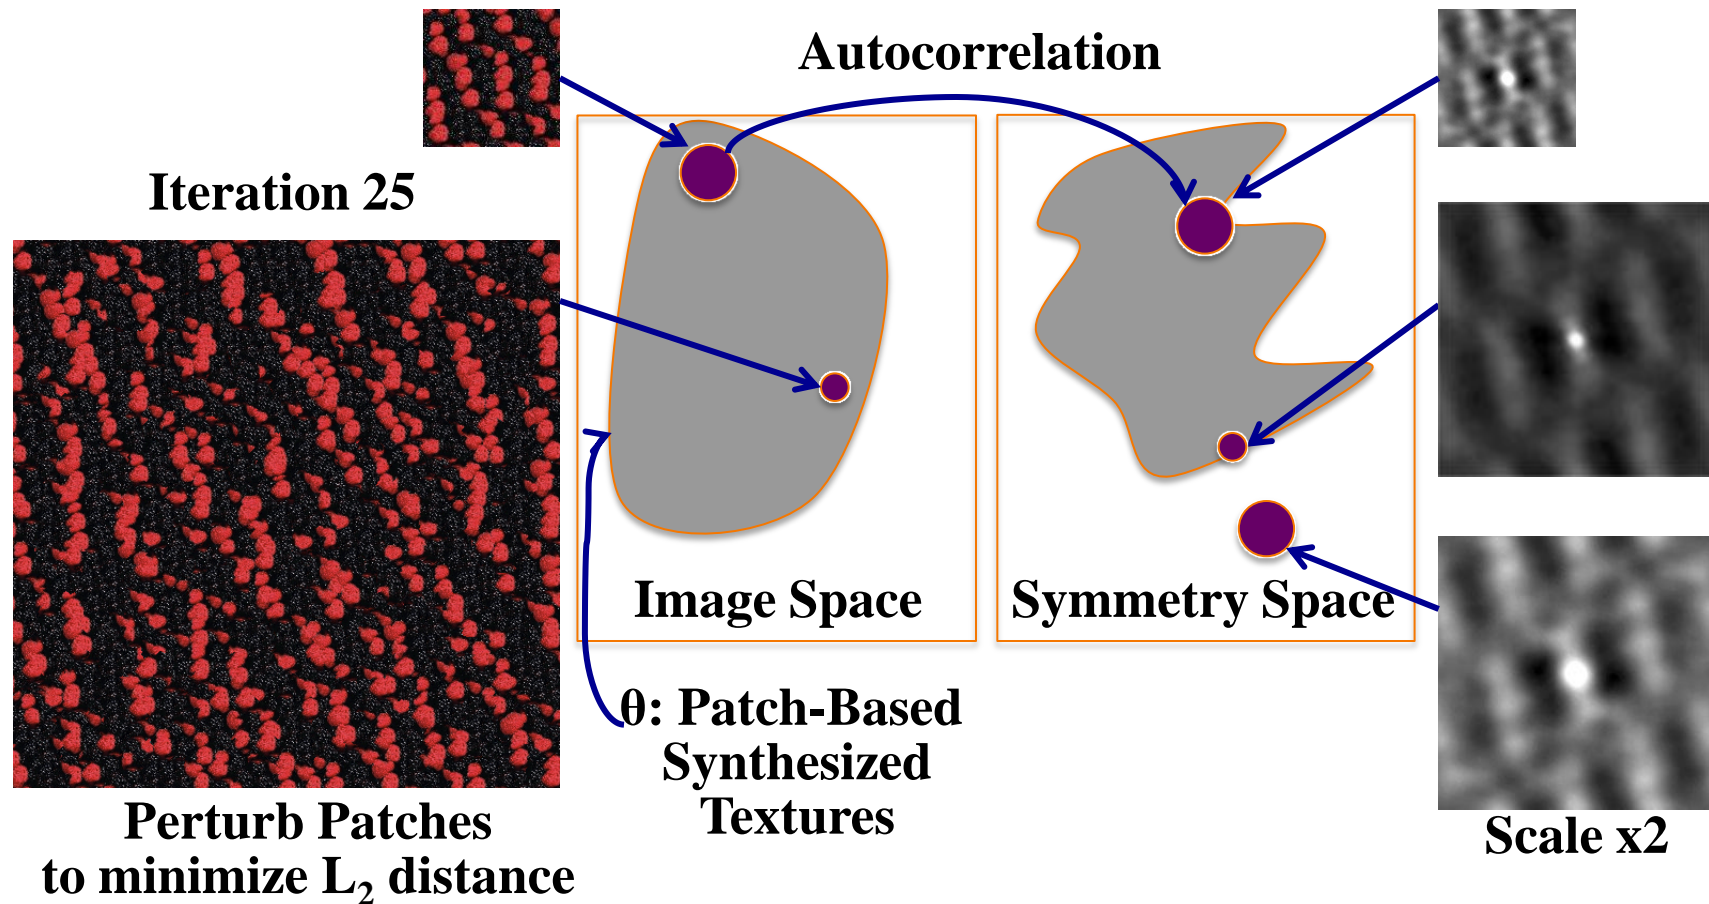 Autocorrelation
Iteration 25
Image Space
Symmetry Space
θ: Patch-Based
Synthesized
Textures
Perturb Patches
to minimize L₂ distance
Scale x2